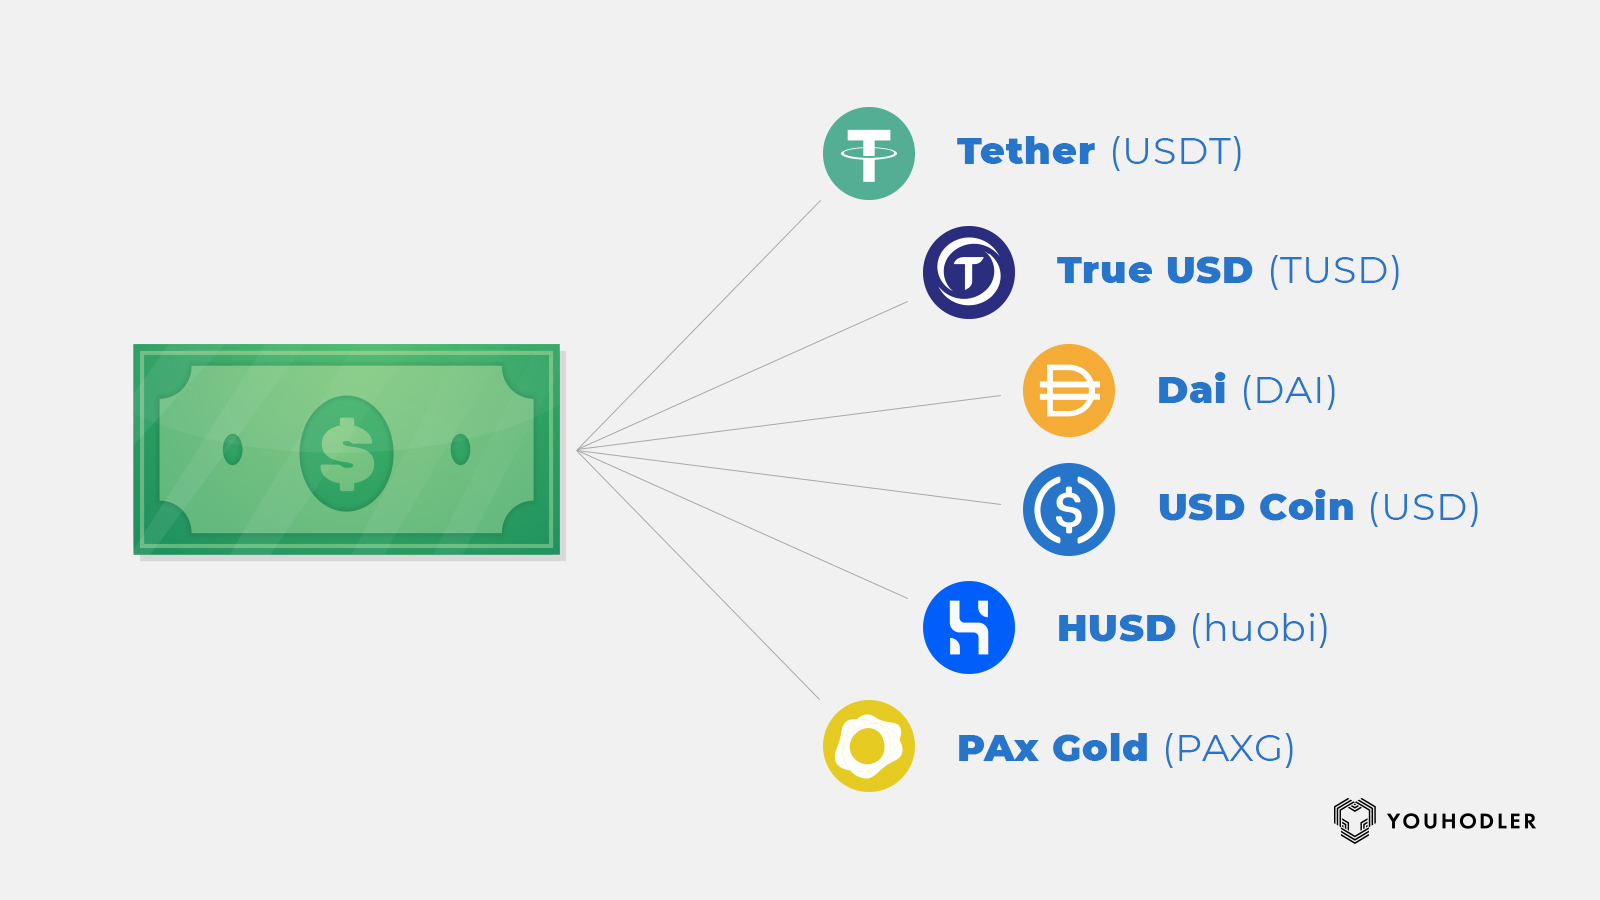 Tether (USDT)
True USD (TUSD)
Dai (DAI)
USD Coin (USD)
HUSD (huobi)
PAx Gold (PAXG)
YOUHODLER